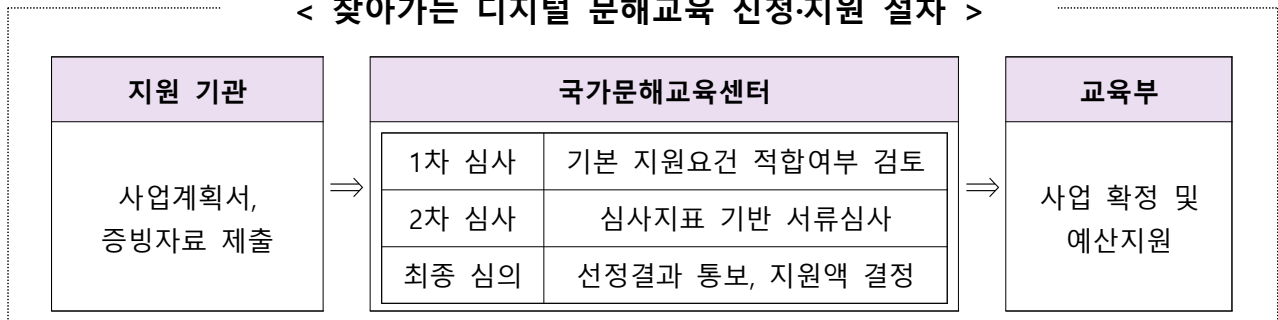 < 찾아가는 디지털 문해교육 신청·지원 절차 >
지원 기관
사업계획서,
증빙자료 제출
⇒
국가문해교육센터
1차 심사 기본 지원요건 적합여부 검토
2차 심사 심사지표 기반 서류심사
최종 심의 선정결과 통보, 지원액 결정
⇒
교육부
사업 확정 및
예산지원